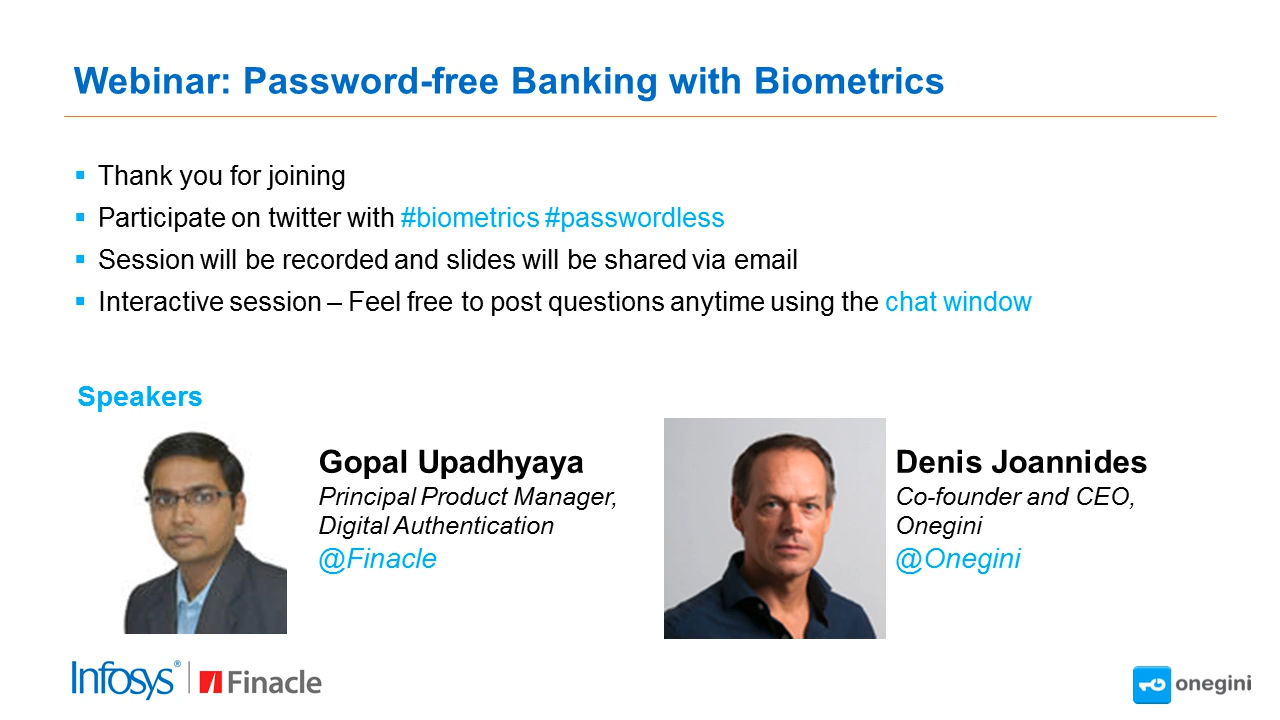 Webinar: Password-free Banking with Biometrics
Thank you for joining
Participate on twitter with #biometrics #passwordless
Session will be recorded and slides will be shared via email
Interactive session – Feel free to post questions anytime using the chat window
Speakers
Gopal Upadhyaya
Principal Product Manager,
Digital Authentication
@Finacle
Denis Joannides
Co-founder and CEO,
Onegini
@Onegini
Infosys® | Finacle
onegini